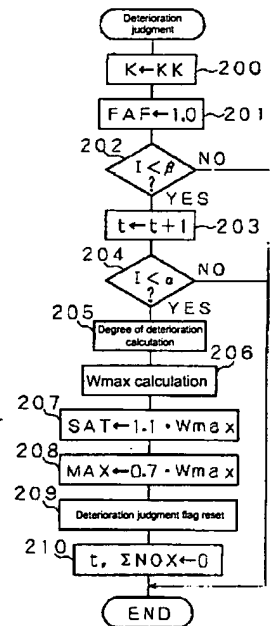 Deterioration
judgment
K←KK
200
FAF←1.0
201
202
I<β
?
NO
YES
t←t+1
203
204
I<α
?
NO
YES
205
Degree of deterioration
calculation
206
Wmax calculation
207
SAT←1.1・Wmax
208
MAX←0.7・Wmax
209
Deterioration judgment flag reset
210
t, ΣNOX←0
END